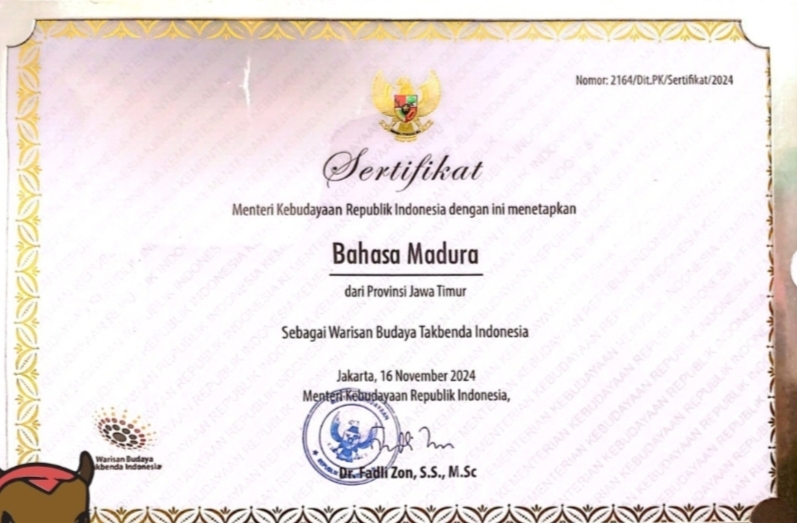 Nomor: 2164/Dit.PK/Sertifikat/2024
Sertifikat
Menteri Kebudayaan Republik Indonesia dengan ini menetapkan
Bahasa Madura
dari Provinsi Jawa Timur
Sebagai Warisan Budaya Takbenda Indonesia
Jakarta, 16 November 2024
Menteri Kebudayaan Republik Indonesia,
Dr. Fadli Zon, S.S., M.Sc
Warisan Budaya
akbenda Indonesia